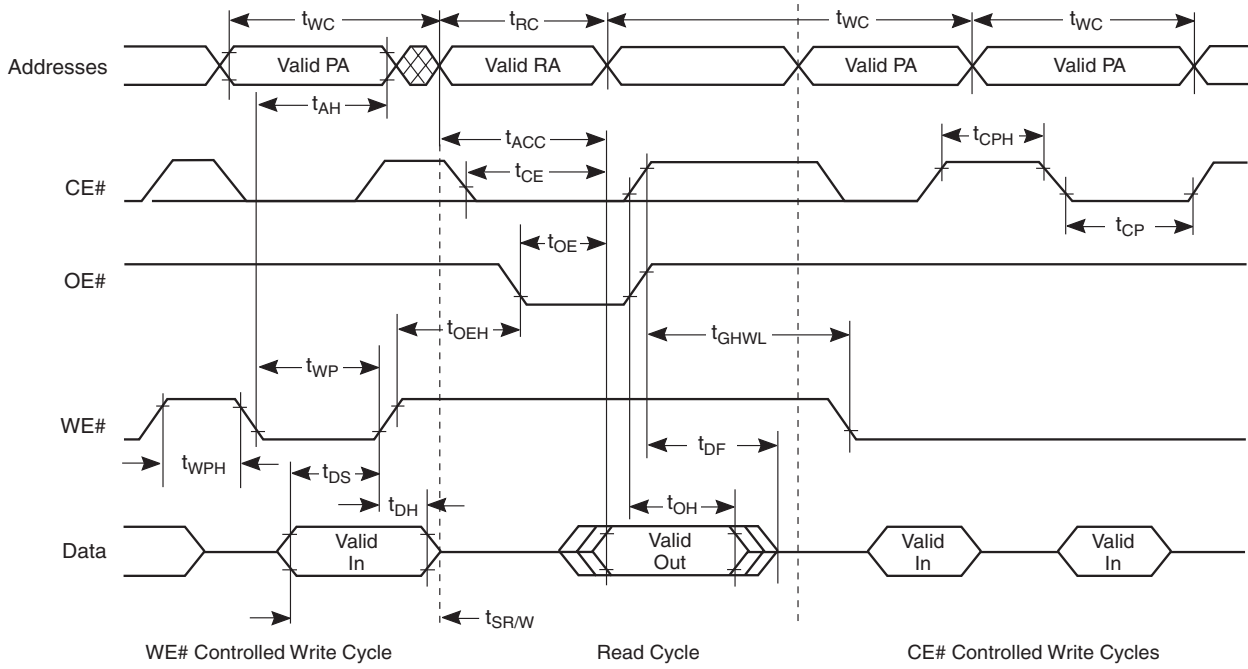 tWC tRC tWC tWC
Addresses Valid PA Valid RA Valid PA Valid PA
tAH
tACC tCPH
CE# tCE
tOE tCP
OE#
tOEH tGHWL
tWP
WE#
tWPH tDS tDF
tDH tOH
Data Valid In Valid Out Valid In Valid In
tSR/W
WE# Controlled Write Cycle Read Cycle CE# Controlled Write Cycles